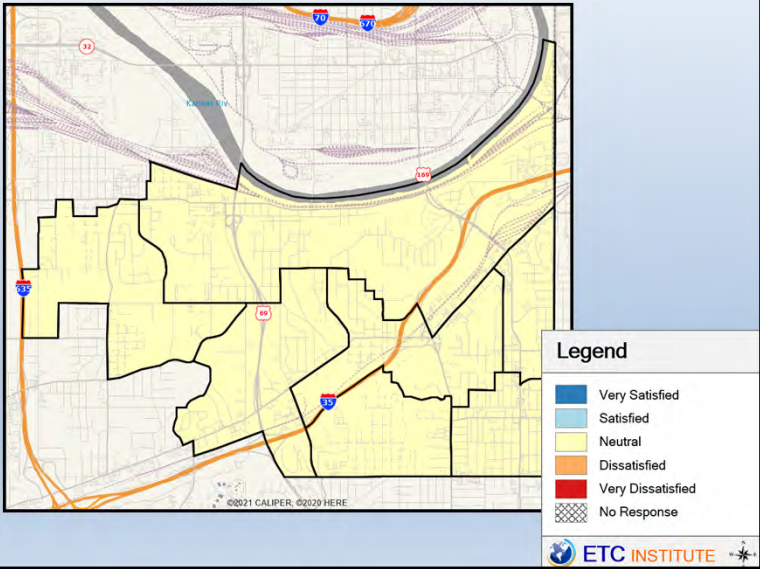 70
670
32
Kansas Riv
169
635
69
35
©2021 CALIPER; ©2020 HERE
Legend
Very Satisfied
Satisfied
Neutral
Dissatisfied
Very Dissatisfied
No Response
ETC INSTITUTE
N
W
E
S